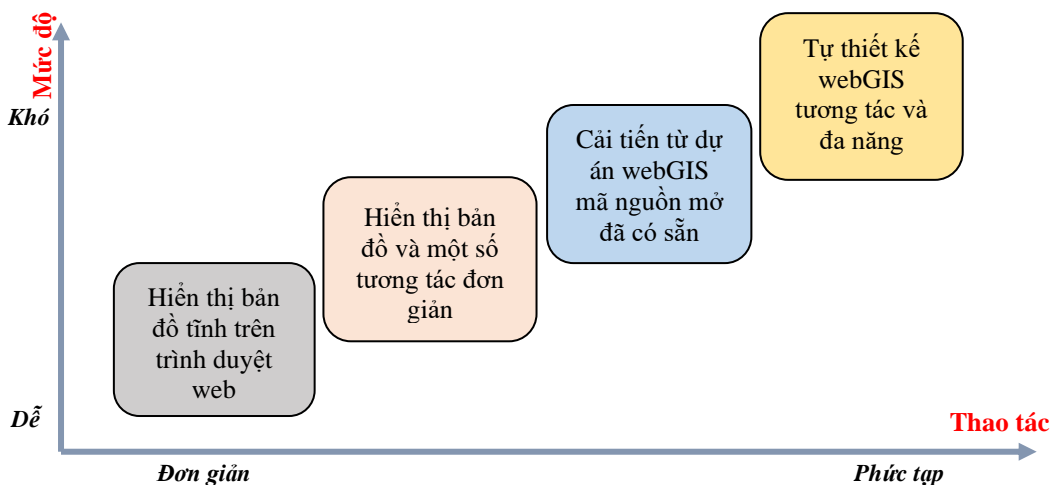 Mức độ
Khó
Dễ
Tự thiết kế
webGIS
tương tác và
đa năng
Cải tiến từ dự
án webGIS
mã nguồn mở
đã có sẵn
Hiển thị bản
đồ và một số
tương tác đơn
giản
Hiển thị bản
đồ tĩnh trên
trình duyệt
web
Thao tác
Đơn giản
Phức tạp